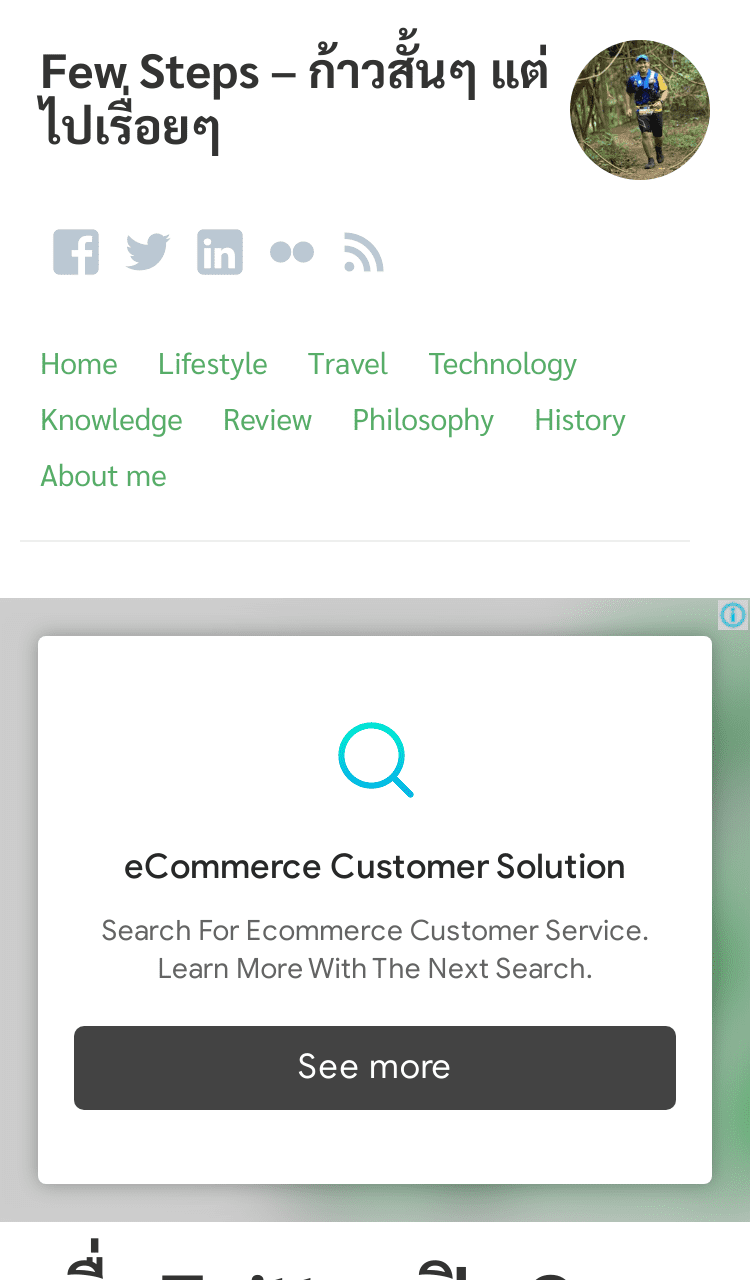 Few Steps – ก้าวสั้นๆ แต่
ไปเรื่อยๆ
Home Lifestyle Travel Technology
Knowledge Review Philosophy History
About me
eCommerce Customer Solution
Search For Ecommerce Customer Service.
Learn More With The Next Search.
See more